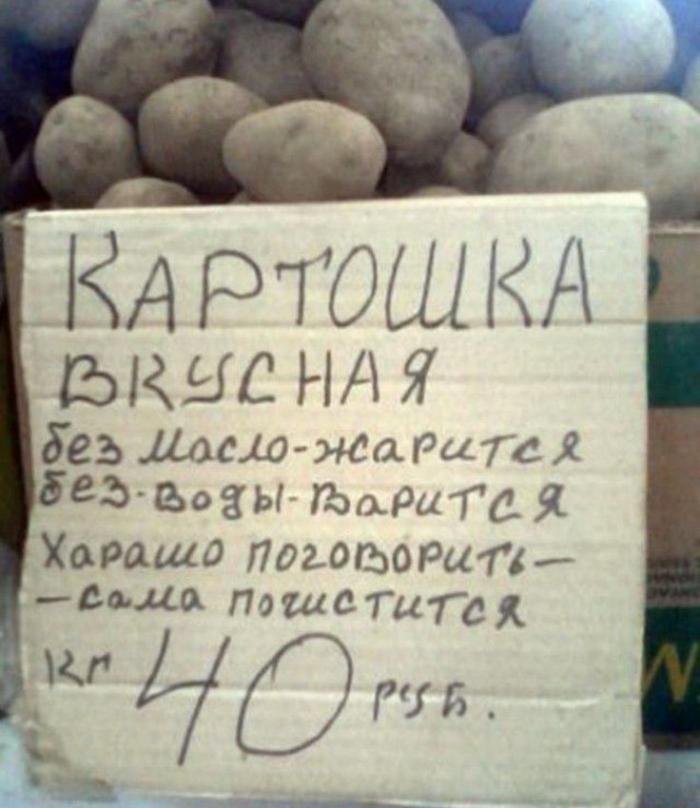 КАРТОШКА
ВКУСНАЯ
без масло-жарится
без-воды-варится
Харашо поговорить-
-сама почистится
кг 40 руб.